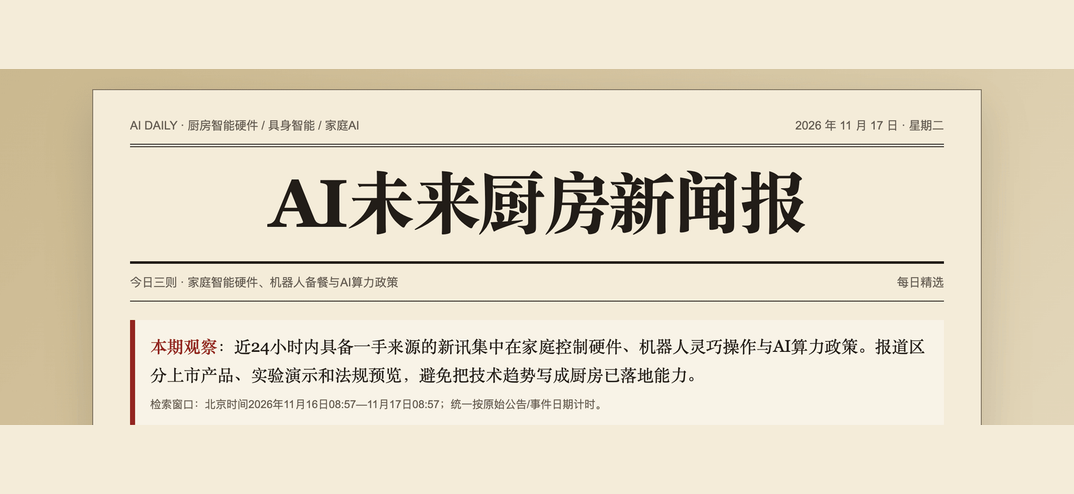 AI DAILY · 厨房智能硬件 / 具身智能 / 家庭AI
2026 年 11 月 17 日 · 星期二
AI未来厨房新闻报
今日三则 · 家庭智能硬件、机器人备餐与AI算力政策
每日精选
本期观察：近24小时内具备一手来源的新讯集中在家庭控制硬件、机器人灵巧操作与AI算力政策。报道区
分上市产品、实验演示和法规预览，避免把技术趋势写成厨房已落地能力。
检索窗口：北京时间2026年11月16日08:57—11月17日08:57；统一按原始公告/事件日期计时。